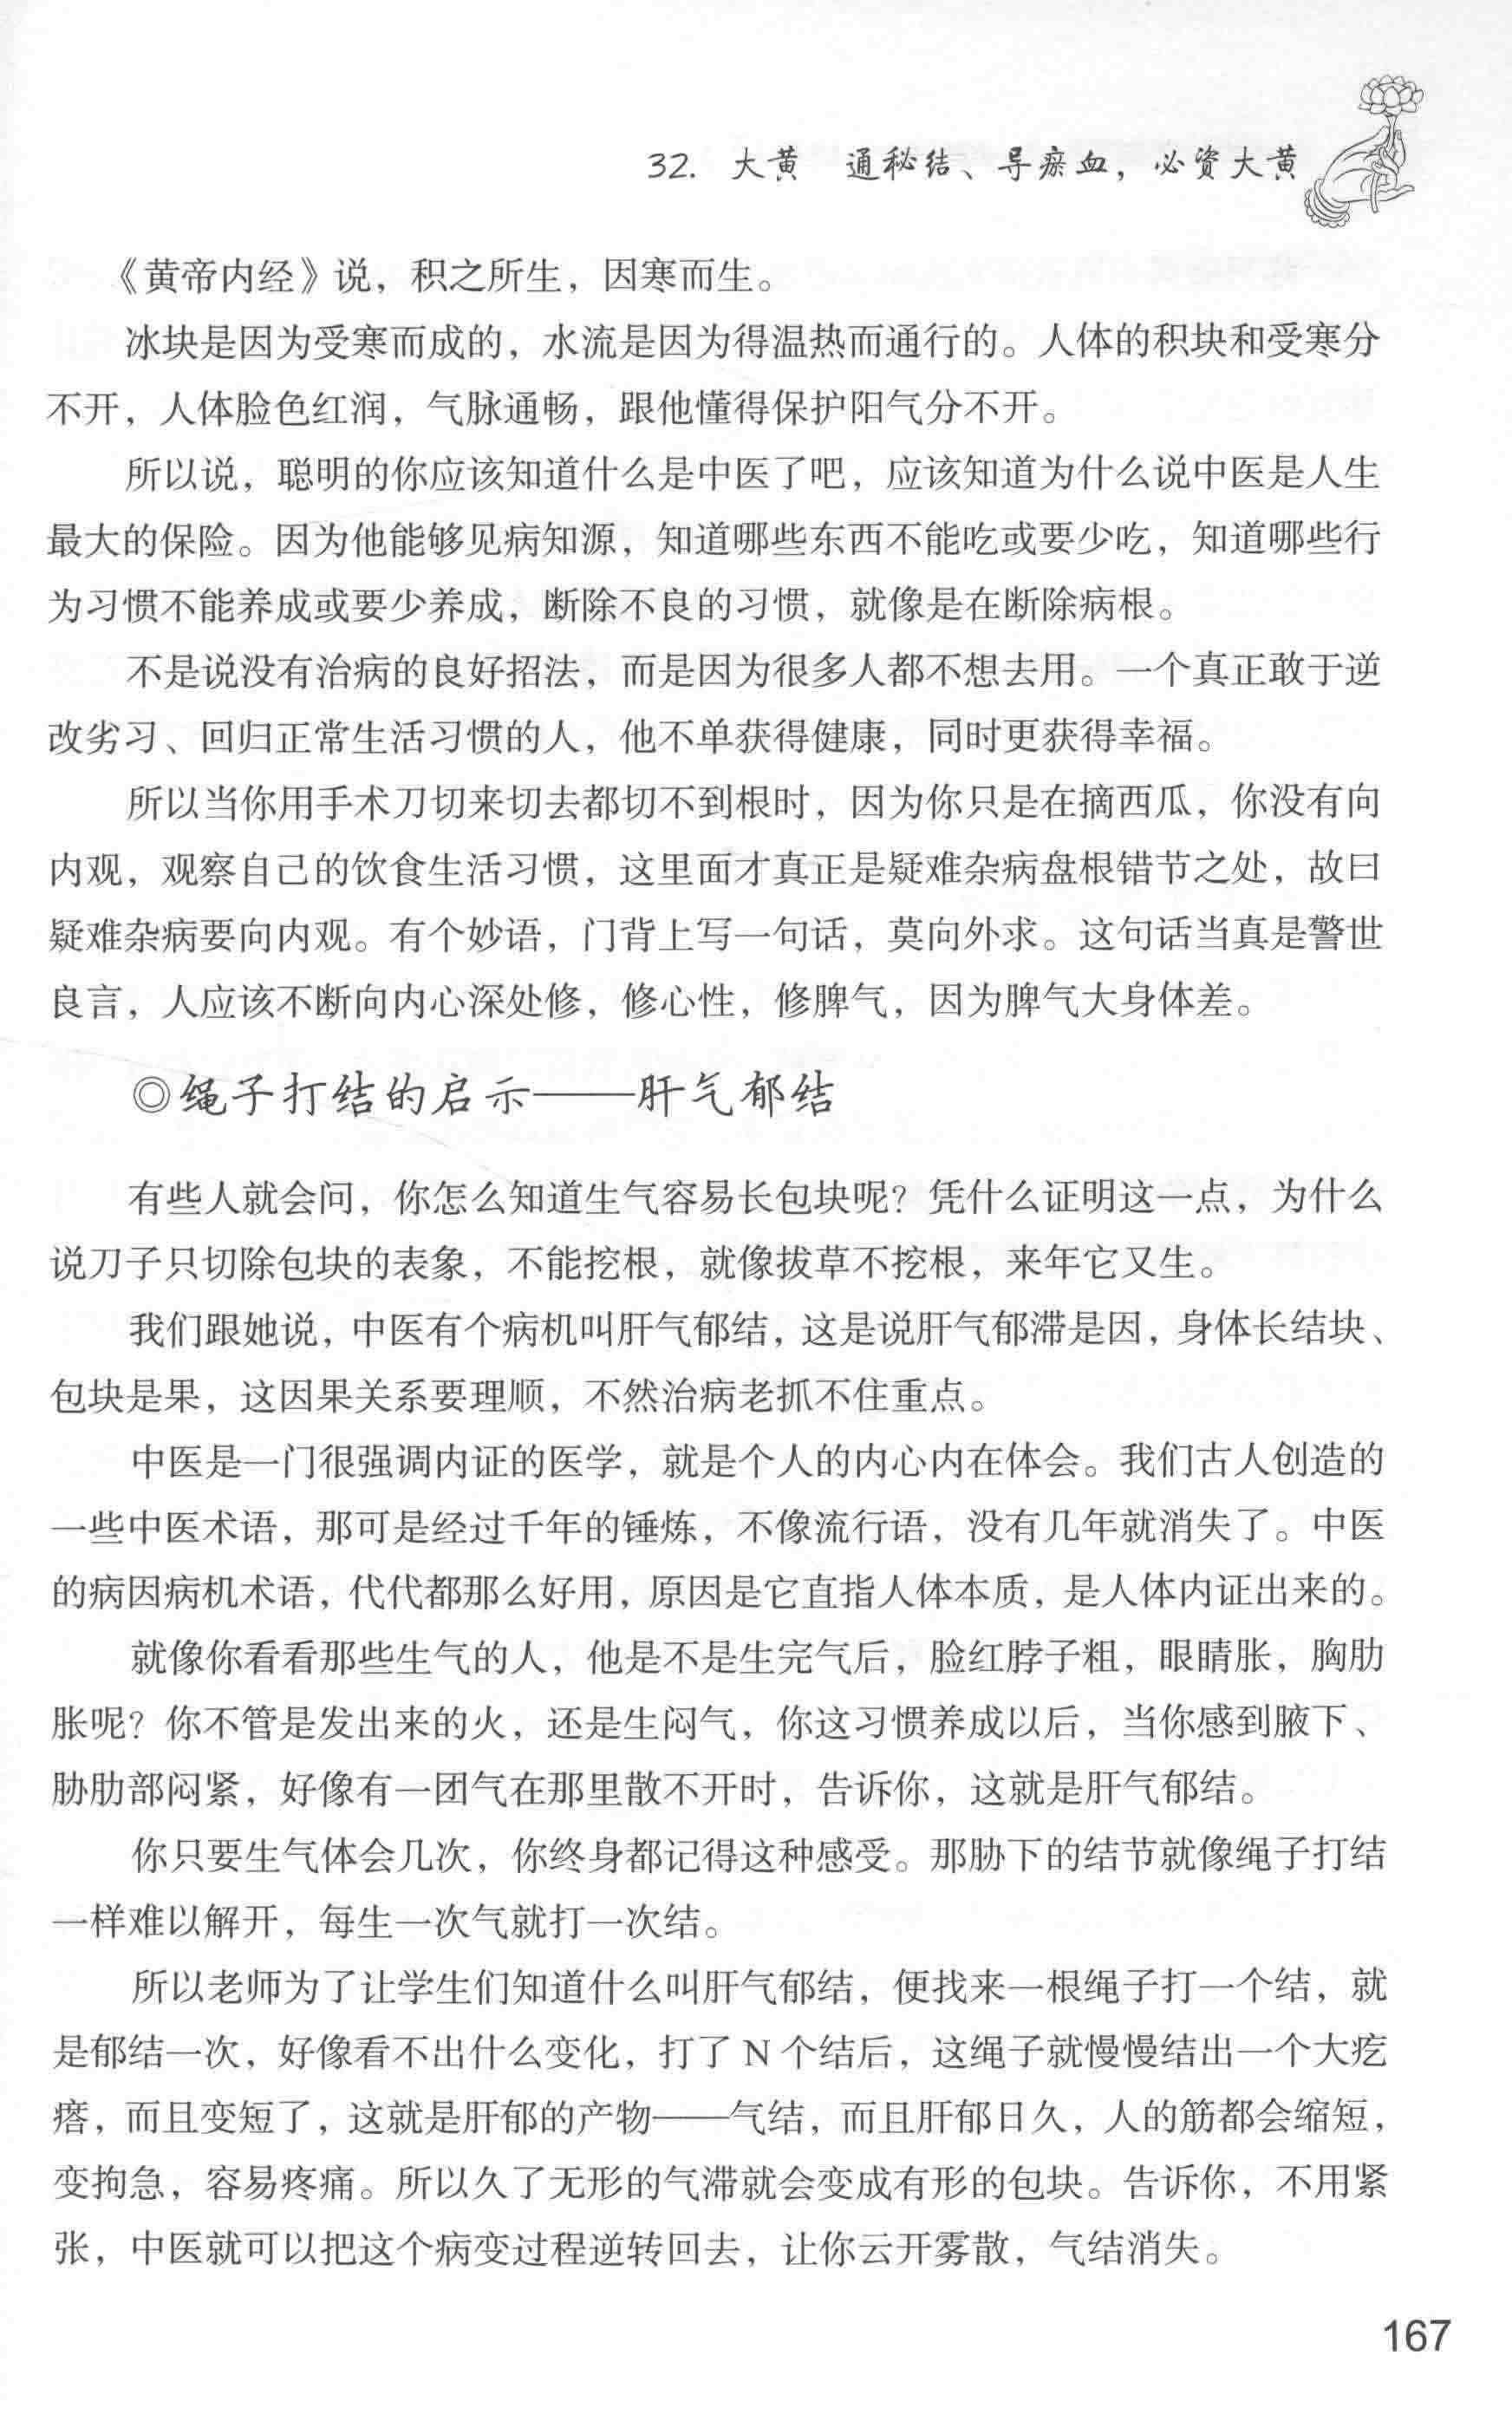 32. 大黄 通秘结、导瘀血，必资大黄
《黄帝内经》说，积之所生，因寒而生。
冰块是因为受寒而成的，水流是因为得温热而通行的。人体的积块和受寒分
不开，人体脸色红润，气脉通畅，跟他懂得保护阳气分不开。
所以说，聪明的你应该知道什么是中医了吧，应该知道为什么说中医是人生
最大的保险。因为他能够见病知源，知道哪些东西不能吃或要少吃，知道哪些行
为习惯不能养成或要少养成，断除不良的习惯，就像是在断除病根。
不是说没有治病的良好招法，而是因为很多人都不想去用。一个真正敢于逆
改劣习、回归正常生活习惯的人，他不单获得健康，同时更获得幸福。
所以当你用手术刀切来切去都切不到根时，因为你只是在摘西瓜，你没有向
内观，观察自己的饮食生活习惯，这里面才真正是疑难杂病盘根错节之处，故曰
疑难杂病要向内观。有个妙语，门背上写一句话，莫向外求。这句话当真是警世
良言，人应该不断向内心深处修，修心性，修脾气，因为脾气大身体差。
◎绳子打结的启示——肝气郁结
有些人就会问，你怎么知道生气容易长包块呢？凭什么证明这一点，为什么
说刀子只切除包块的表象，不能挖根，就像拔草不挖根，来年它又生。
我们跟她说，中医有个病机叫肝气郁结，这是说肝气郁滞是因，身体长结块、
包块是果，这因果关系要理顺，不然治病老抓不住重点。
中医是一门很强调内证的医学，就是个人的内心内在体会。我们古人创造的
一些中医术语，那可是经过千年的锤炼，不像流行语，没有几年就消失了。中医
的病因病机术语，代代都那么好用，原因是它直指人体本质，是人体内证出来的。
就像你看看那些生气的人，他是不是生完气后，脸红脖子粗，眼睛胀，胸肋
胀呢？你不管是发出来的火，还是生闷气，你这习惯养成以后，当你感到腋下、
胁肋部闷紧，好像有一团气在那里散不开时，告诉你，这就是肝气郁结。
你只要生气体会几次，你终身都记得这种感受。那胁下的结节就像绳子打结
一样难以解开，每生一次气就打一次结。
所以老师为了让学生们知道什么叫肝气郁结，便找来一根绳子打一个结，就
是郁结一次，好像看不出什么变化，打了 N 个结后，这绳子就慢慢结出一个大疙
瘩，而且变短了，这就是肝郁的产物——气结，而且肝郁日久，人的筋都会缩短，
变拘急，容易疼痛。所以久了无形的气滞就会变成有形的包块。告诉你，不用紧
张，中医就可以把这个病变过程逆转回去，让你云开雾散，气结消失。
167